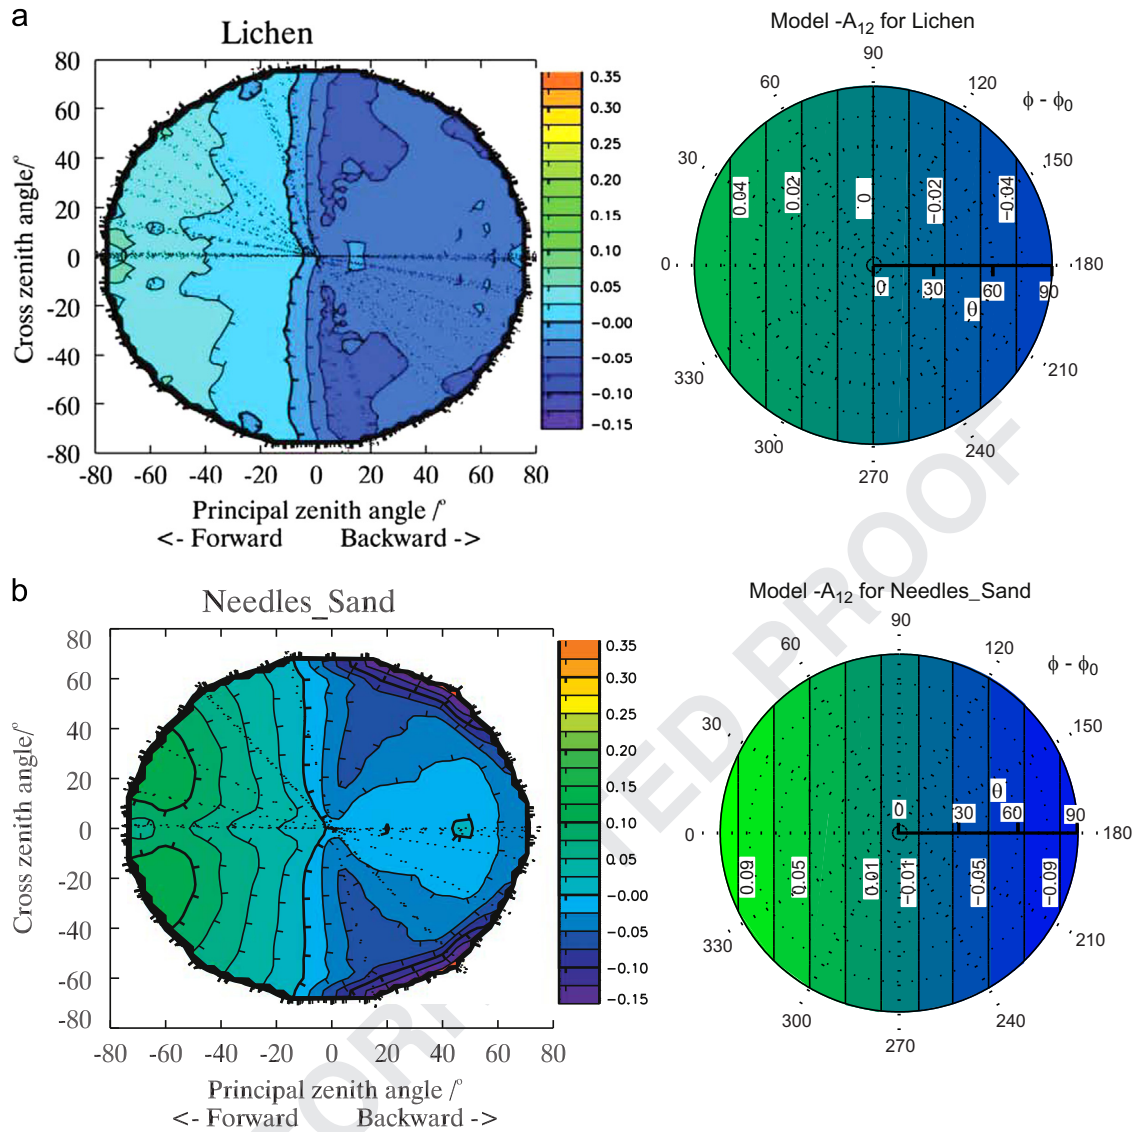 a
Lichen
80
60
40
20
0
-20
-40
-60
-80
Cross zenith angle/°
-80 -60 -40 -20 0 20 40 60 80
Principal zenith angle /°
<- Forward Backward ->
0.35
0.30
0.25
0.20
0.15
0.10
0.05
-0.00
-0.05
-0.10
-0.15
Model -A12 for Lichen
90
60 120
ϕ - ϕ0
30 150
0.04 0.02 0 -0.02 -0.04
0 180
0 30 60 90
θ
330 210
300 240
270
b
Needles_Sand
80
60
40
20
0
-20
-40
-60
-80
Cross zenith angle/°
-80 -60 -40 -20 0 20 40 60 80
Principal zenith angle /°
<- Forward Backward ->
0.35
0.30
0.25
0.20
0.15
0.10
0.05
-0.00
-0.05
-0.10
-0.15
Model -A12 for Needles_Sand
90
60 120
ϕ - ϕ0
30 150
θ
0 30 60 90
0 180
0.09 0.05 0.01 -0.01 -0.05 -0.09
330 210
300 240
270
TED PROOF